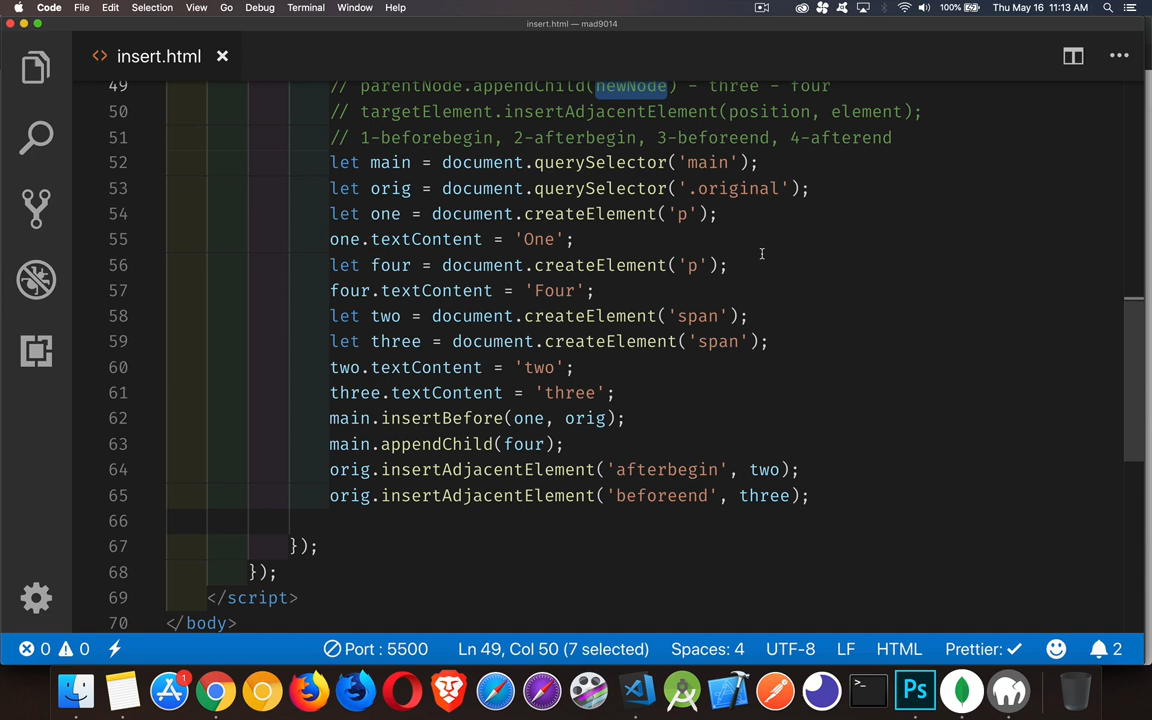 Code File Edit Selection View Go Debug Terminal Window Help 100% Thu May 16 11:13 AM
insert.html — mad9014
<> insert.html ×
49 // parentNode.appendChild(newNode) - three - four
50 // targetElement.insertAdjacentElement(position, element);
51 // 1-beforebegin, 2-afterbegin, 3-beforeend, 4-afterend
52 let main = document.querySelector('main');
53 let orig = document.querySelector('.original');
54 let one = document.createElement('p');
55 one.textContent = 'One';
56 let four = document.createElement('p');
57 four.textContent = 'Four';
58 let two = document.createElement('span');
59 let three = document.createElement('span');
60 two.textContent = 'two';
61 three.textContent = 'three';
62 main.insertBefore(one, orig);
63 main.appendChild(four);
64 orig.insertAdjacentElement('afterbegin', two);
65 orig.insertAdjacentElement('beforeend', three);
66
67 });
68 });
69 </script>
70 </body>
0 0 Port : 5500 Ln 49, Col 50 (7 selected) Spaces: 4 UTF-8 LF HTML Prettier: ✓ 2
1 >_ Ps